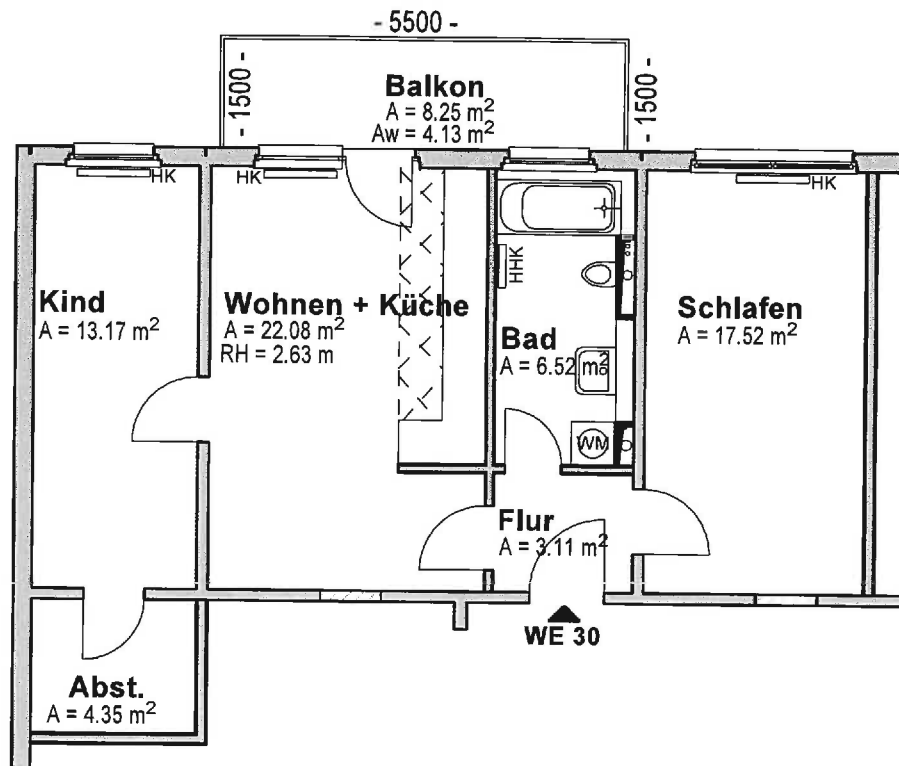 - 5500 -
- 1500 -
- 1500 -
Balkon
A = 8.25 m²
Aw = 4.13 m²
HK
HK
HK
Kind
A = 13.17 m²
Wohnen + Küche
A = 22.08 m²
RH = 2.63 m
HHK
Bad
A = 6.52 m²
Schlafen
A = 17.52 m²
WM
Flur
A = 3.11 m²
WE 30
Abst.
A = 4.35 m²